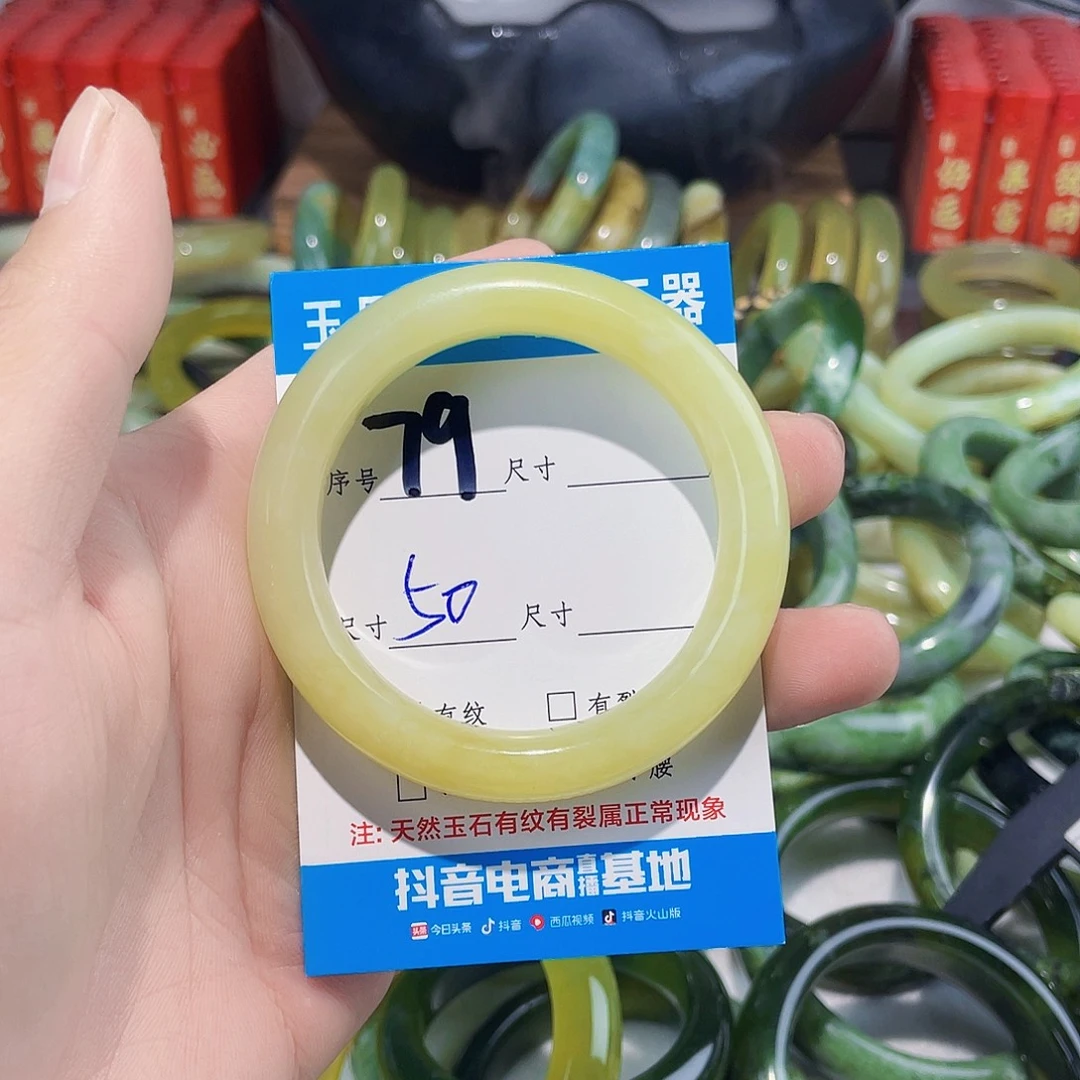 玉 器
序号 79 尺寸
尺寸 50 尺寸
有纹 □ 有裂
□ 腰
注: 天然玉石有纹有裂属正常现象
抖音电商直播基地
头条 今日头条 抖音 西瓜视频 抖音火山版